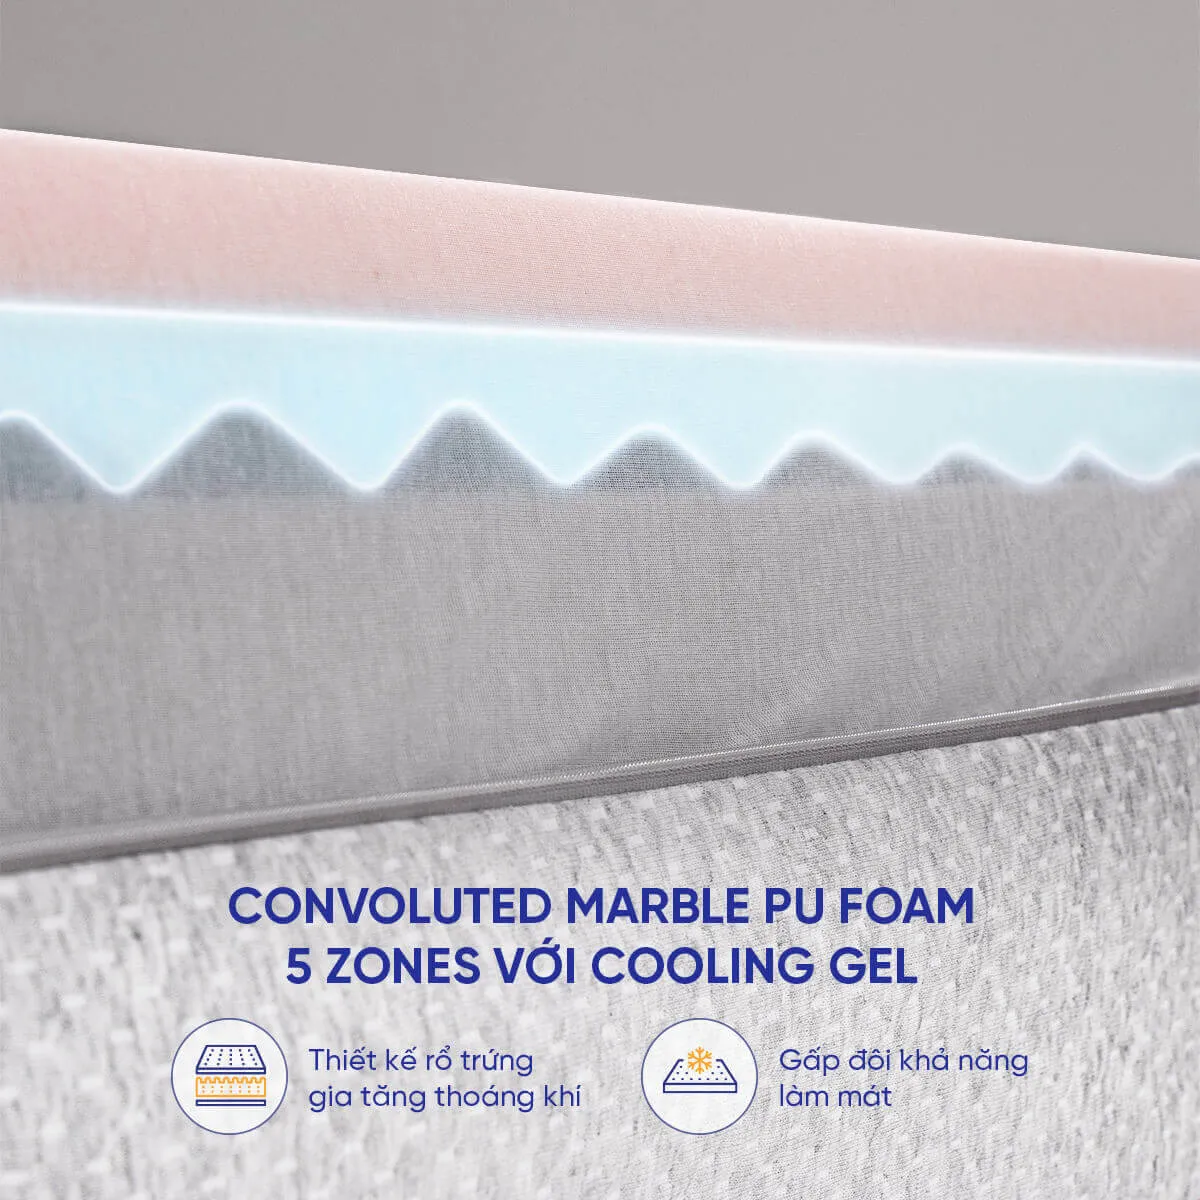 CONVOLUTED MARBLE PU FOAM
5 ZONES VỚI COOLING GEL
Thiết kế rổ trứng
gia tăng thoáng khí
Gấp đôi khả năng
làm mát